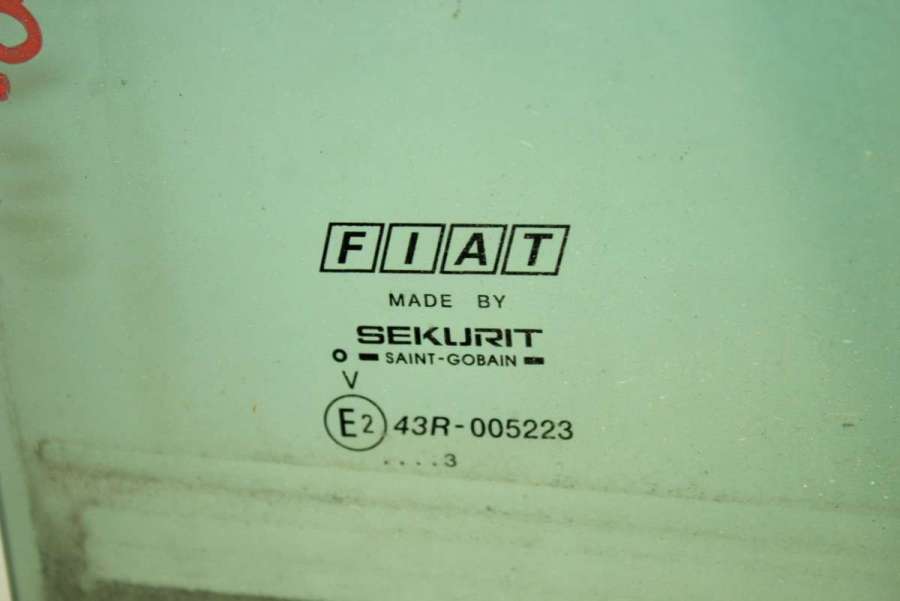 FIAT
MADE BY
SEKURIT
SAINT-GOBAIN
V
E2 43R-005223
....3